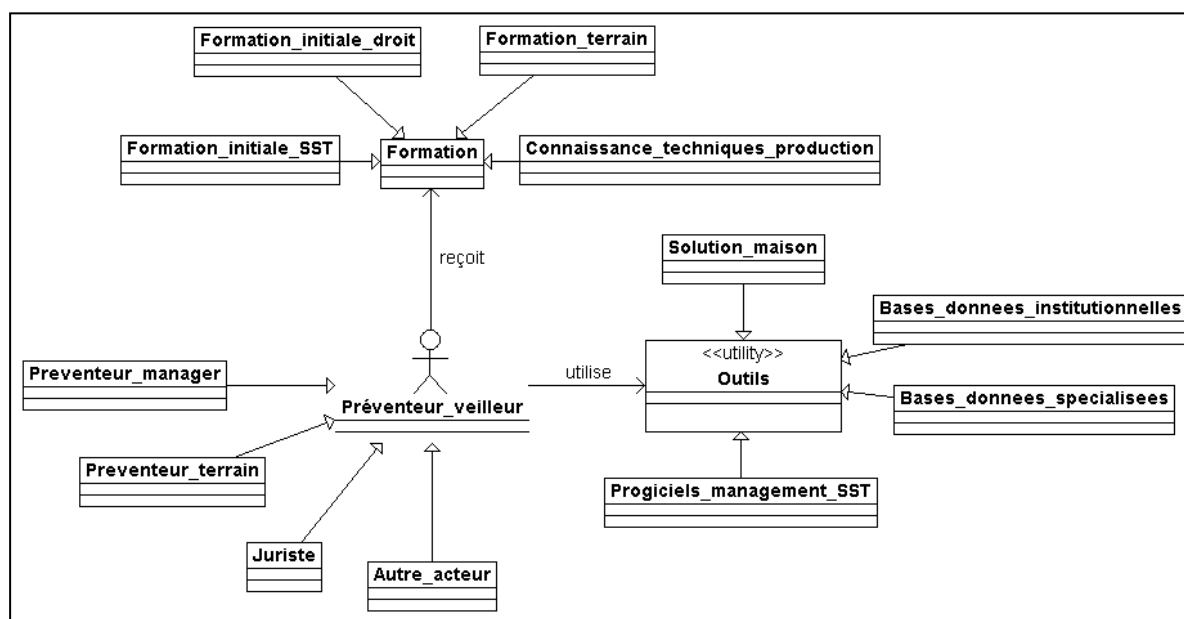 Formation_initiale_droit
Formation_terrain
Formation_initiale_SST
Formation
Connaissance_techniques_production
reçoit
Solution_maison
Bases_donnees_institutionnelles
<<utility>>
Outils
utilise
Preventeur_manager
Préventeur_veilleur
Bases_donnees_specialisees
Preventeur_terrain
Progiciels_management_SST
Juriste
Autre_acteur